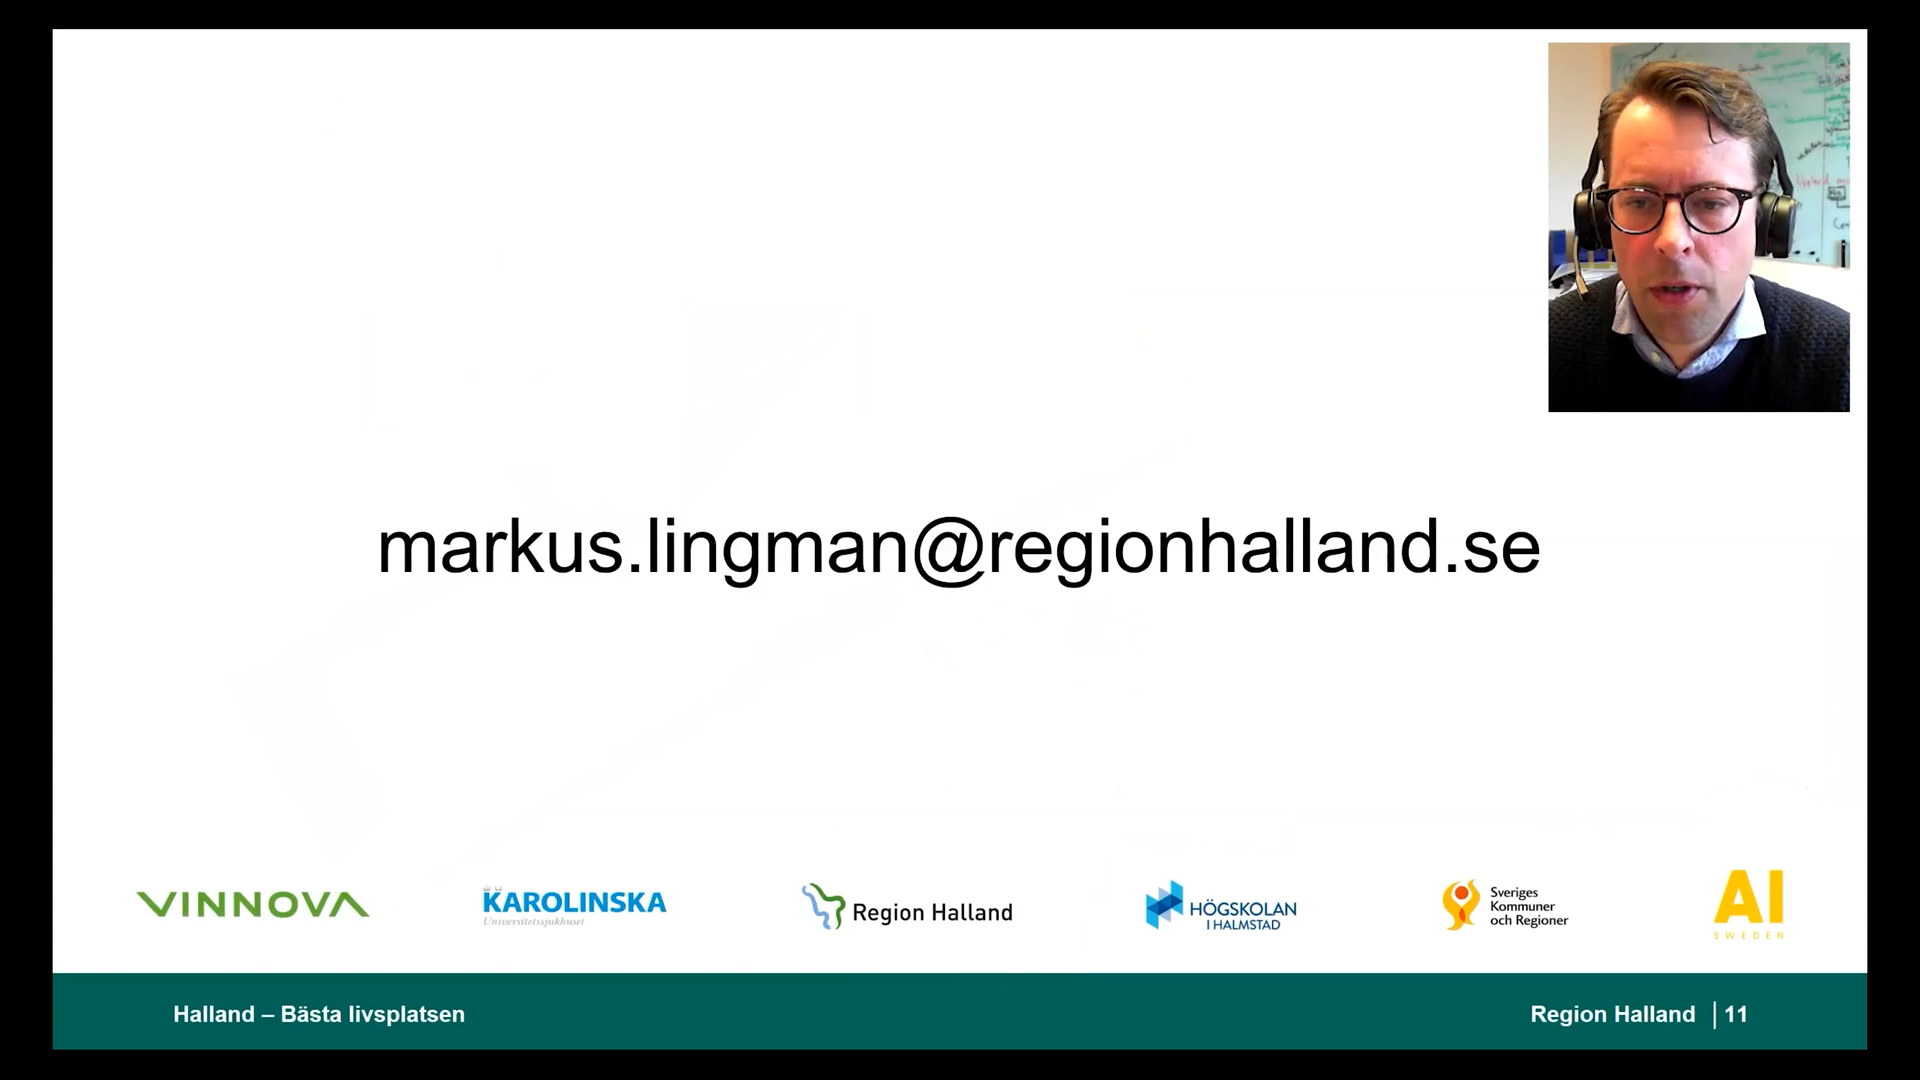 markus.lingman@regionhalland.se
VINNOVA
KAROLINSKA
Universitetssjukhuset
Region Halland
HÖGSKOLAN
I HALMSTAD
Sveriges
Kommuner
och Regioner
AI
SWEDEN
Halland – Bästa livsplatsen
Region Halland | 11